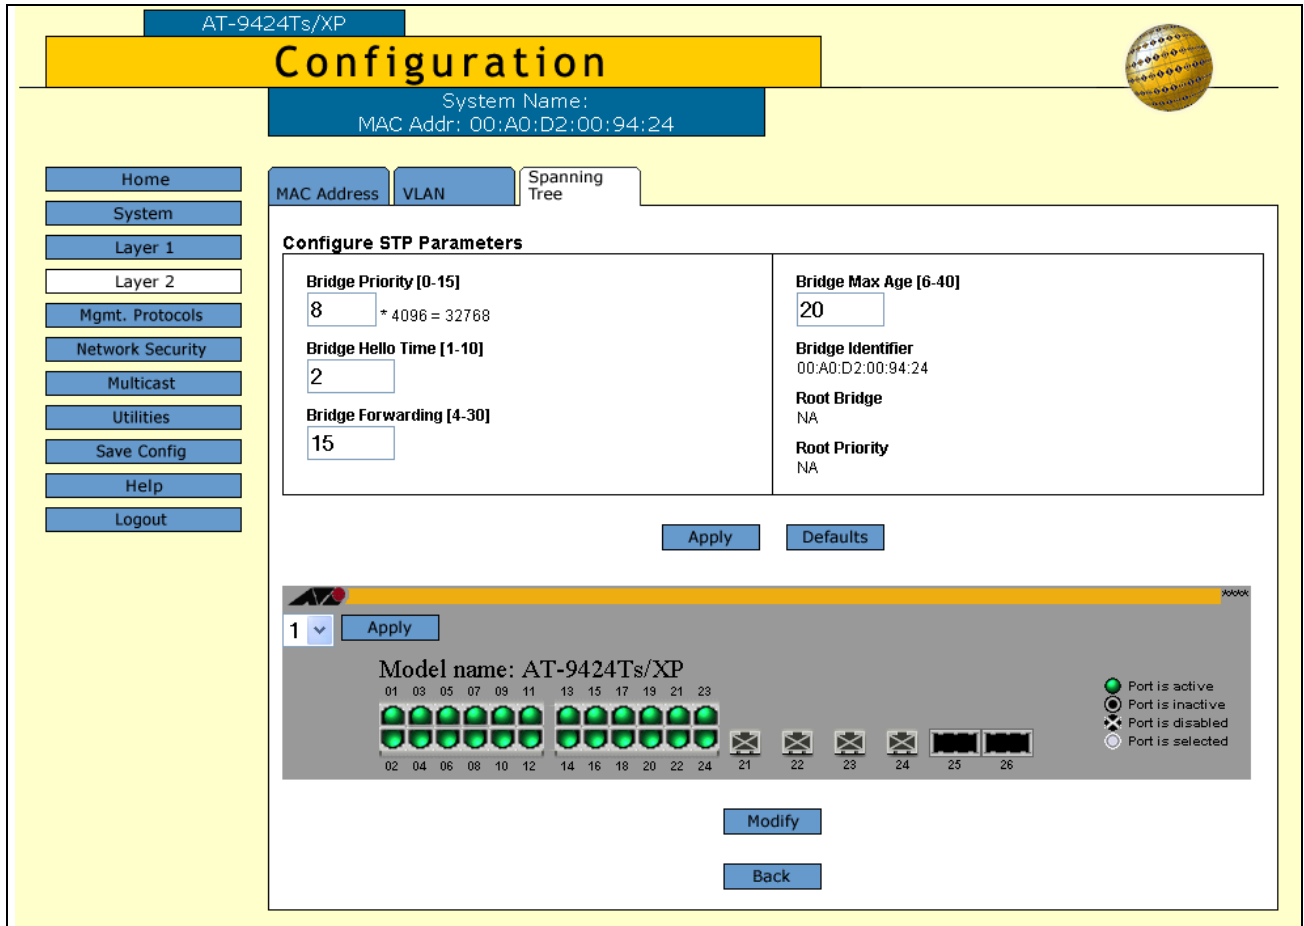 AT-9424Ts/XP
Configuration
System Name:
MAC Addr: 00:A0:D2:00:94:24
Home
System
Layer 1
Layer 2
Mgmt. Protocols
Network Security
Multicast
Utilities
Save Config
Help
Logout
MAC Address
VLAN
Spanning
Tree
Configure STP Parameters
Bridge Priority [0-15]
8 * 4096 = 32768
Bridge Hello Time [1-10]
2
Bridge Forwarding [4-30]
15
Bridge Max Age [6-40]
20
Bridge Identifier
00:A0:D2:00:94:24
Root Bridge
NA
Root Priority
NA
Apply
Defaults
****
1
Apply
Model name: AT-9424Ts/XP
01 03 05 07 09 11 13 15 17 19 21 23
02 04 06 08 10 12 14 16 18 20 22 24 21 22 23 24 25 26
Port is active
Port is inactive
Port is disabled
Port is selected
Modify
Back